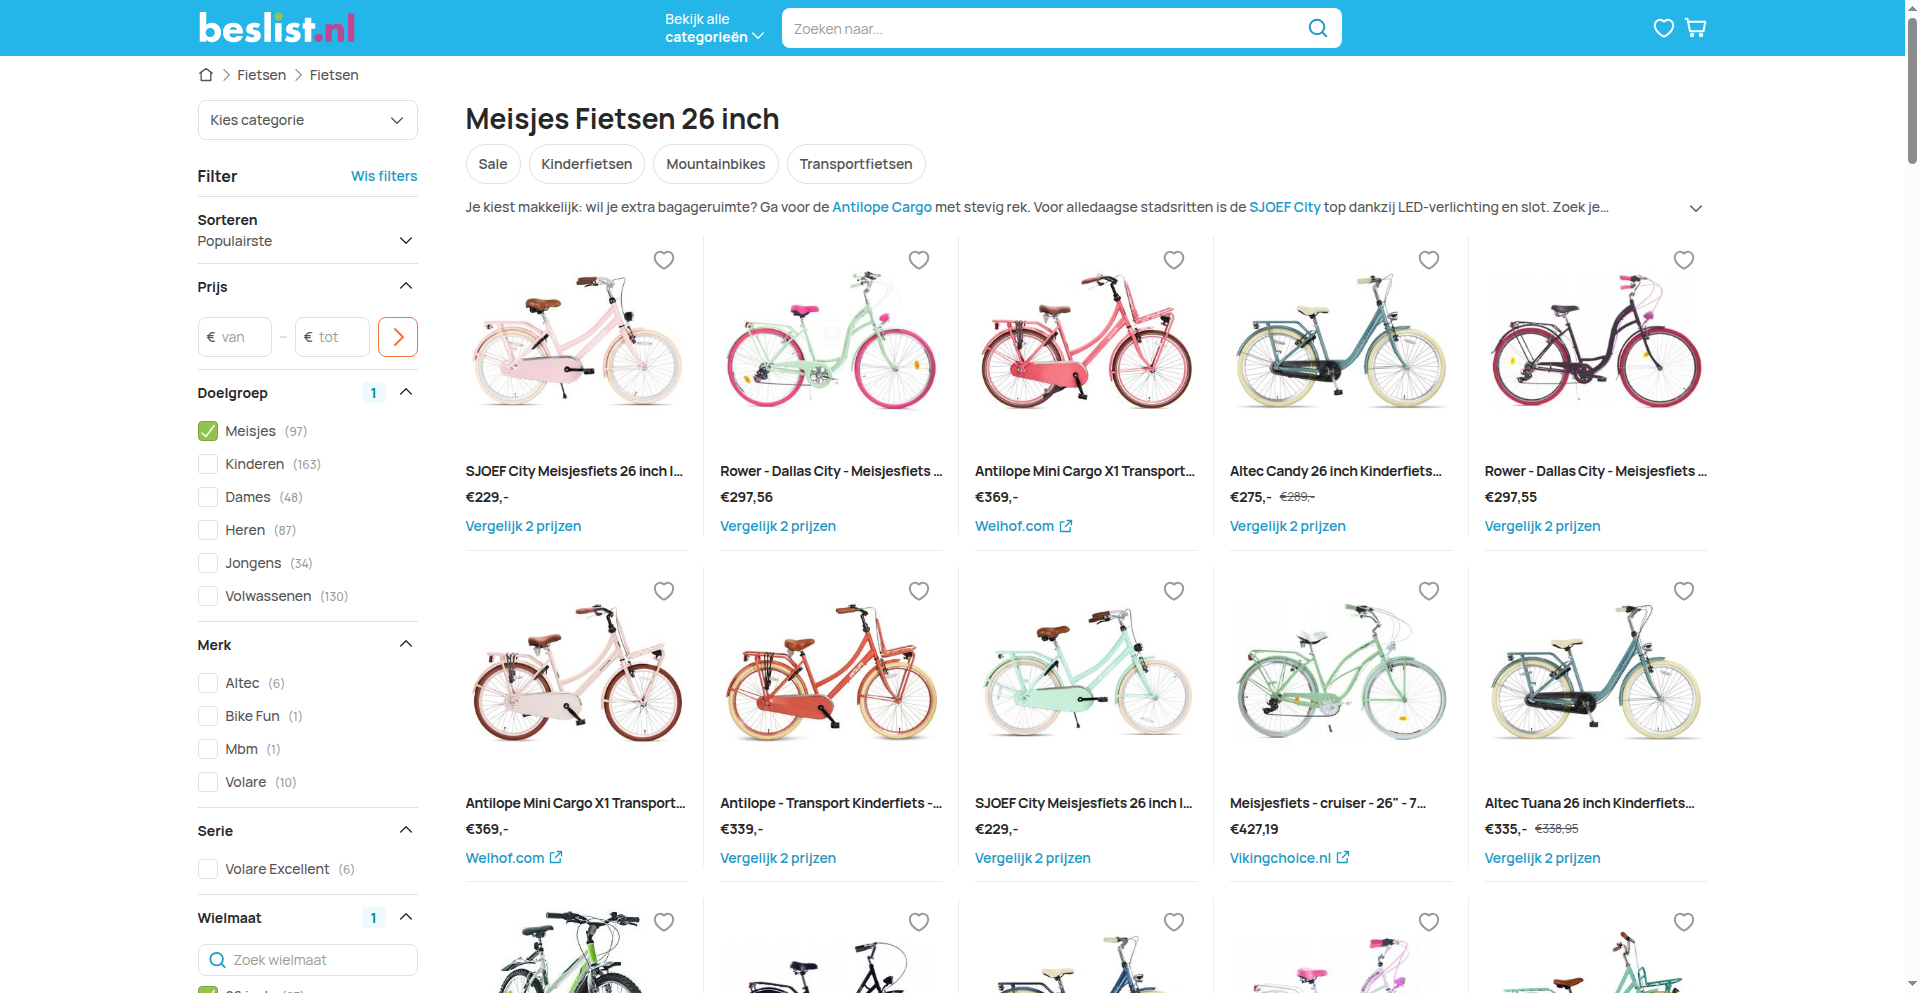 beslist.nl
Bekijk alle
categorieën
Zoeken naar...
Fietsen
Fietsen
Kies categorie
Filter
Wis filters
Sorteren
Populairste
Prijs
€ van
–
€ tot
Doelgroep
1
Meisjes (97)
Kinderen (163)
Dames (48)
Heren (87)
Jongens (34)
Volwassenen (130)
Merk
Altec (6)
Bike Fun (1)
Mbm (1)
Volare (10)
Serie
Volare Excellent (6)
Wielmaat
1
Zoek wielmaat
Meisjes Fietsen 26 inch
Sale
Kinderfietsen
Mountainbikes
Transportfietsen
Je kiest makkelijk: wil je extra bagageruimte? Ga voor de Antilope Cargo met stevig rek. Voor alledaagse stadsritten is de SJOEF City top dankzij LED-verlichting en slot. Zoek je...
SJOEF City Meisjesfiets 26 inch I...
€229,-
Vergelijk 2 prijzen
Rower - Dallas City - Meisjesfiets ...
€297,56
Vergelijk 2 prijzen
Antilope Mini Cargo X1 Transport...
€369,-
Welhof.com
Altec Candy 26 inch Kinderfiets...
€275,- €289,-
Vergelijk 2 prijzen
Rower - Dallas City - Meisjesfiets ...
€297,55
Vergelijk 2 prijzen
Antilope Mini Cargo X1 Transport...
€369,-
Welhof.com
Antilope - Transport Kinderfiets -...
€339,-
Vergelijk 2 prijzen
SJOEF City Meisjesfiets 26 inch I...
€229,-
Vergelijk 2 prijzen
Meisjesfiets - cruiser - 26" - 7...
€427,19
Vikingchoice.nl
Altec Tuana 26 inch Kinderfiets...
€335,- €338,95
Vergelijk 2 prijzen